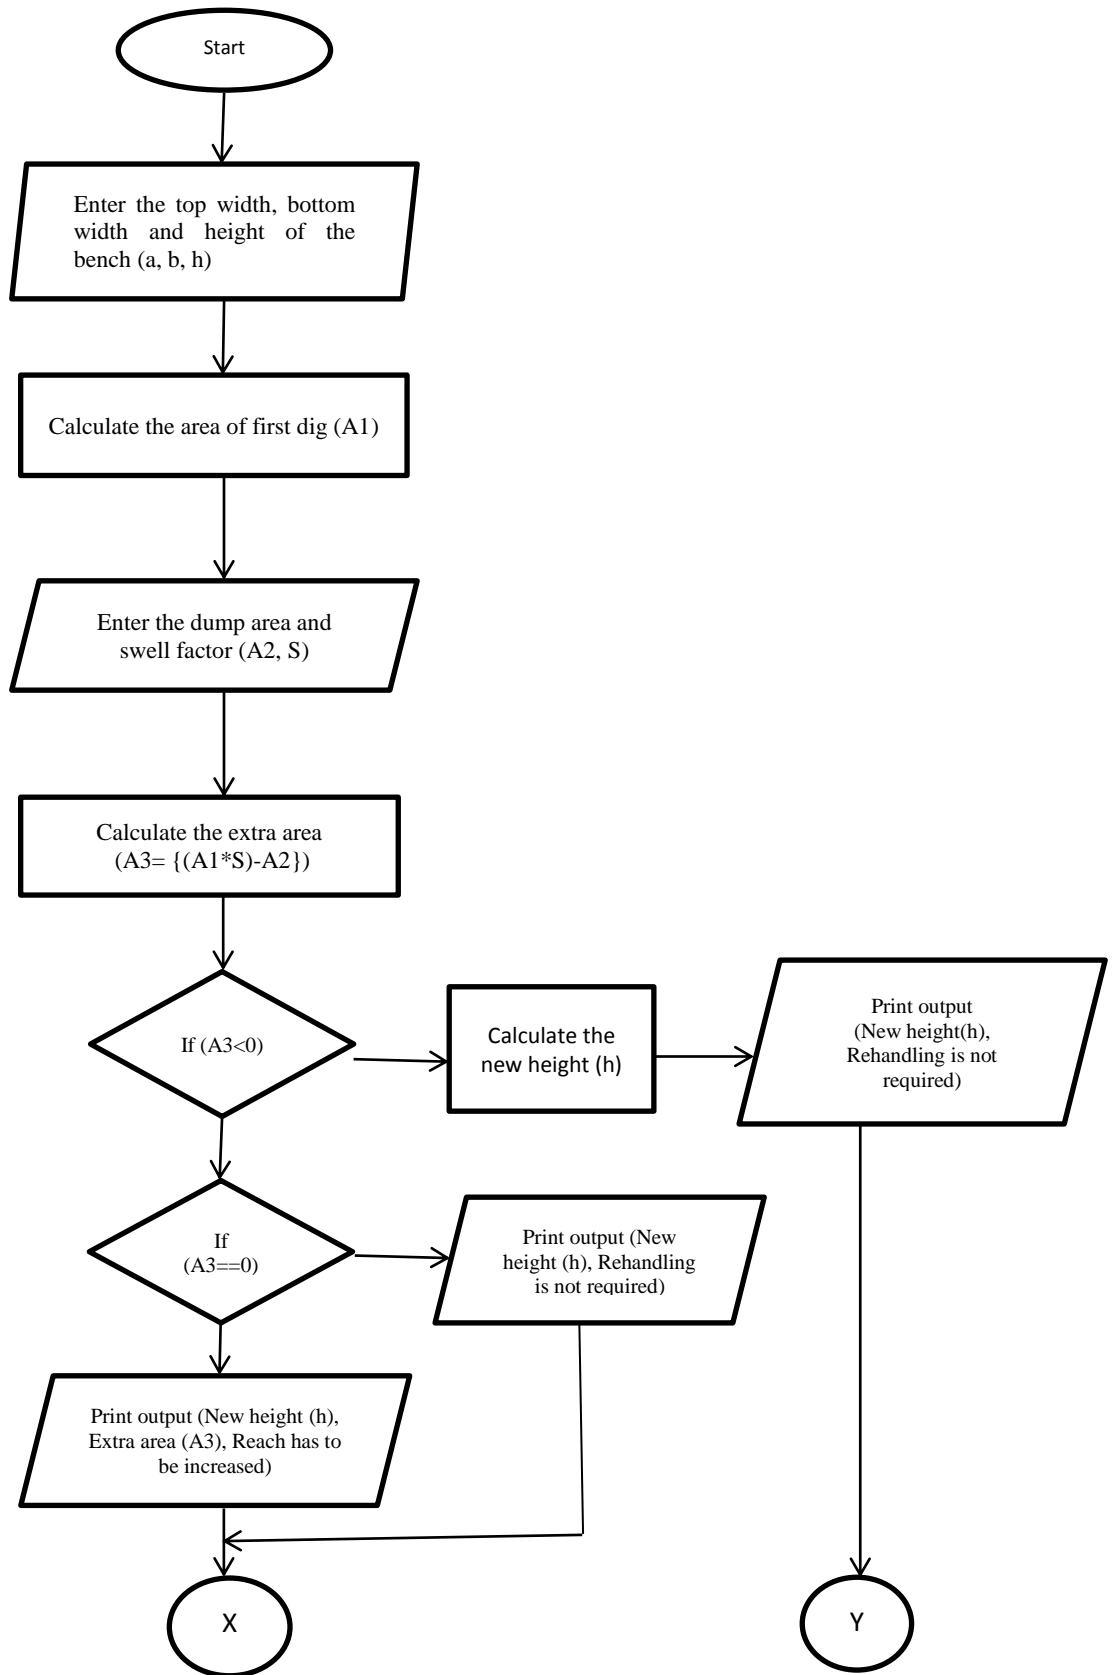 Start
Enter the top width, bottom
width and height of the
bench (a, b, h)
Calculate the area of first dig (A1)
Enter the dump area and
swell factor (A2, S)
Calculate the extra area
(A3= {(A1*S)-A2})
If (A3<0)
Calculate the
new height (h)
Print output
(New height(h),
Rehandling is not
required)
If
(A3==0)
Print output (New
height (h), Rehandling
is not required)
Print output (New height (h),
Extra area (A3), Reach has to
be increased)
X
Y